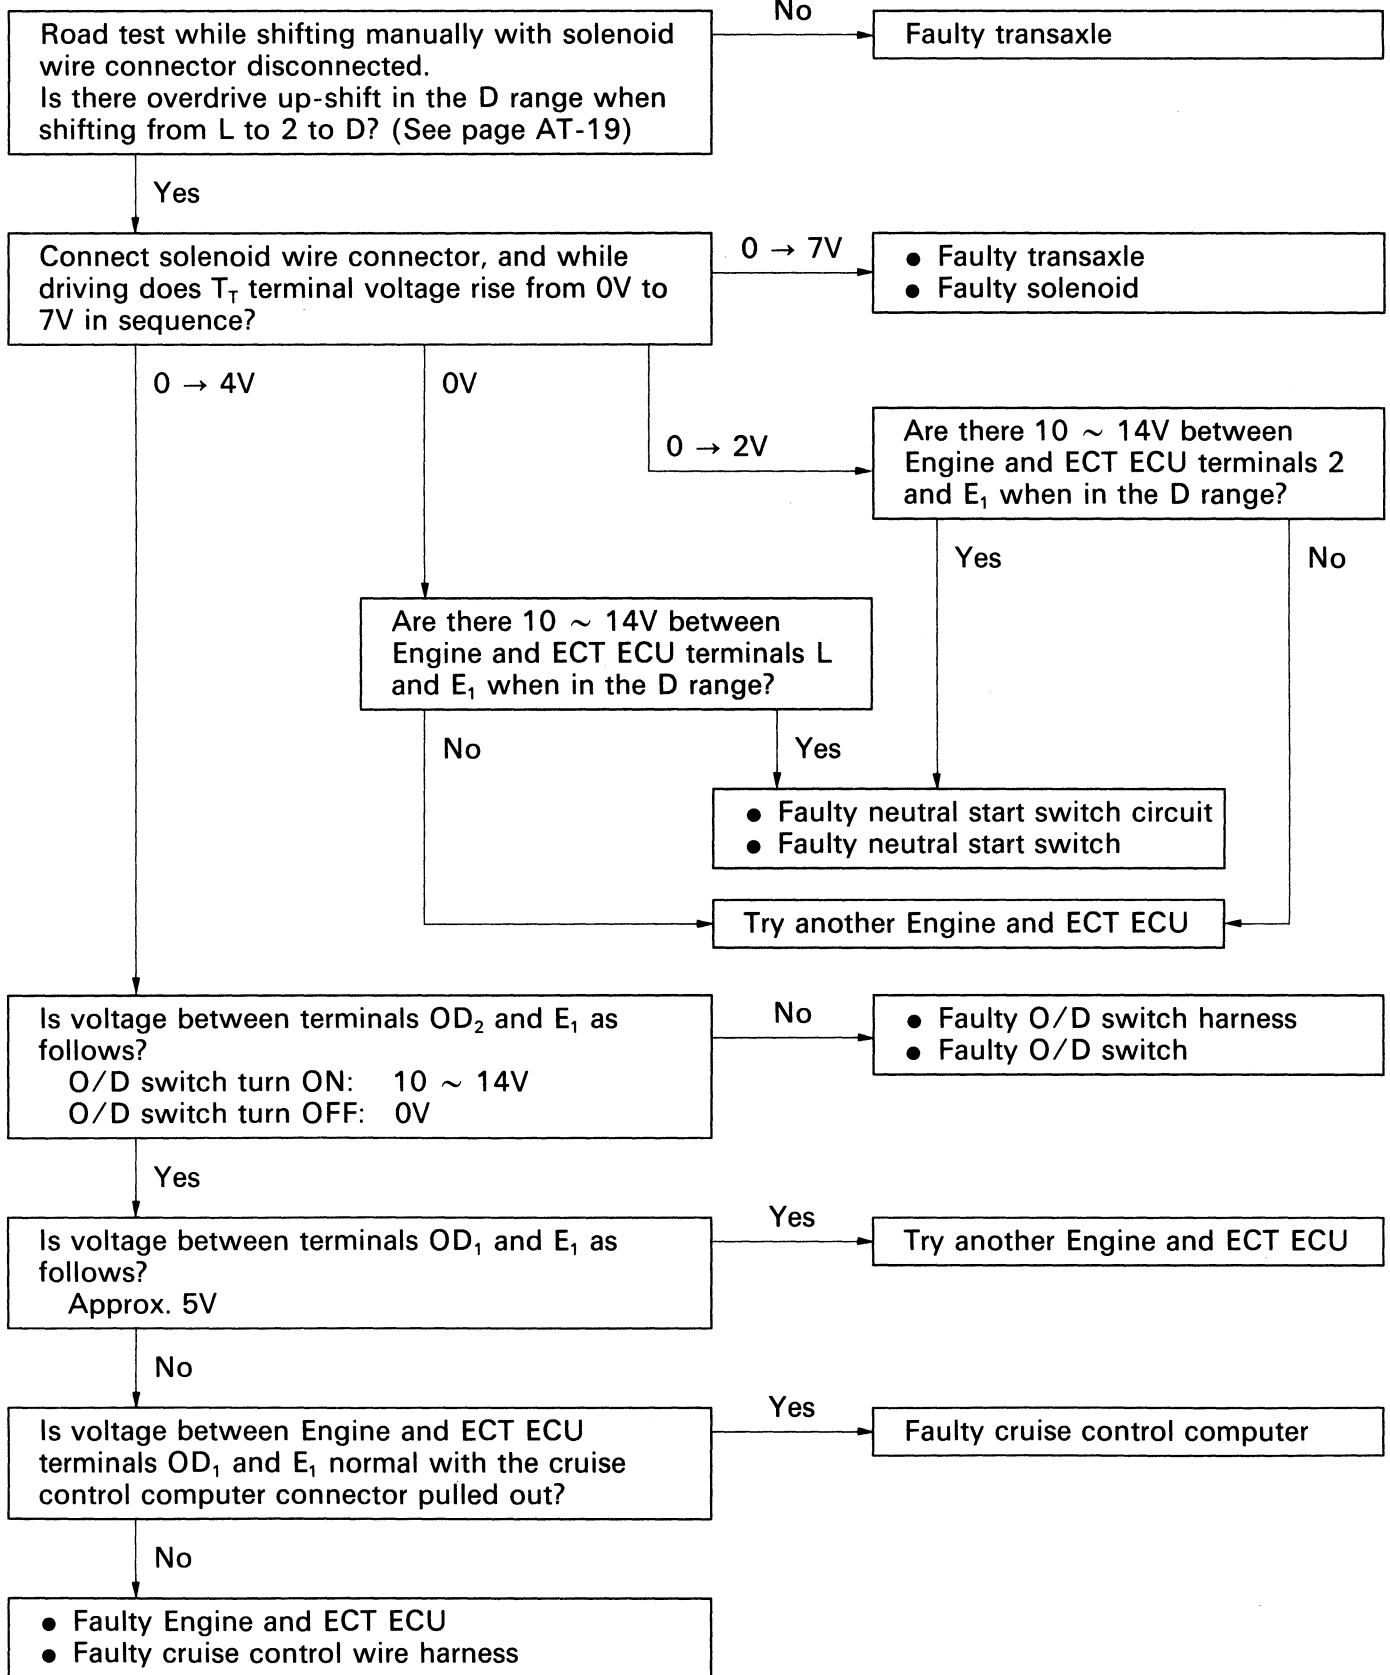 No
Road test while shifting manually with solenoid
wire connector disconnected.
Is there overdrive up-shift in the D range when
shifting from L to 2 to D? (See page AT-19)
Faulty transaxle
Yes
Connect solenoid wire connector, and while
driving does T_T terminal voltage rise from 0V to
7V in sequence?
0 → 7V
● Faulty transaxle
● Faulty solenoid
0 → 4V
0V
0 → 2V
Are there 10 ~ 14V between
Engine and ECT ECU terminals 2
and E₁ when in the D range?
Yes
No
Are there 10 ~ 14V between
Engine and ECT ECU terminals L
and E₁ when in the D range?
No
Yes
● Faulty neutral start switch circuit
● Faulty neutral start switch
Try another Engine and ECT ECU
Is voltage between terminals OD₂ and E₁ as
follows?
O/D switch turn ON: 10 ~ 14V
O/D switch turn OFF: 0V
No
● Faulty O/D switch harness
● Faulty O/D switch
Yes
Is voltage between terminals OD₁ and E₁ as
follows?
Approx. 5V
Yes
Try another Engine and ECT ECU
No
Is voltage between Engine and ECT ECU
terminals OD₁ and E₁ normal with the cruise
control computer connector pulled out?
Yes
Faulty cruise control computer
No
● Faulty Engine and ECT ECU
● Faulty cruise control wire harness